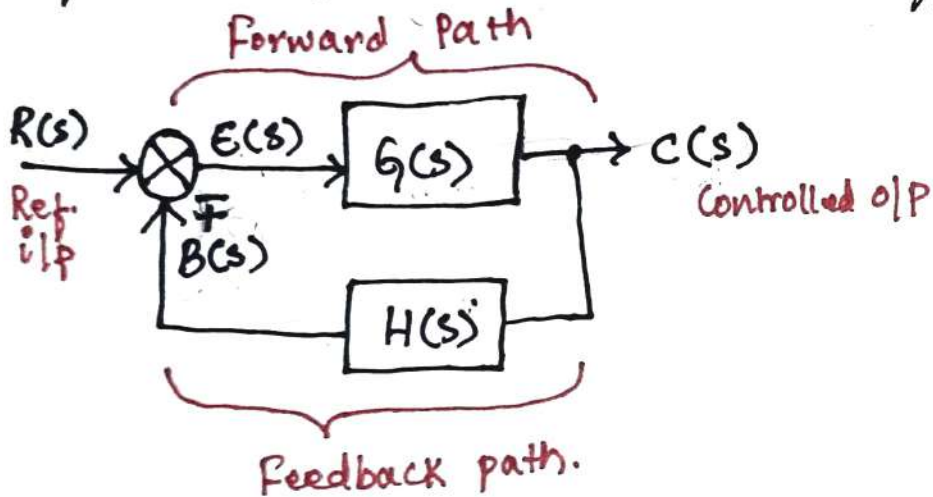 Forward Path
R(s) E(s) G(s) C(s)
Ref. i/p
∓
B(s)
Controlled o/p
H(s)
Feedback path.